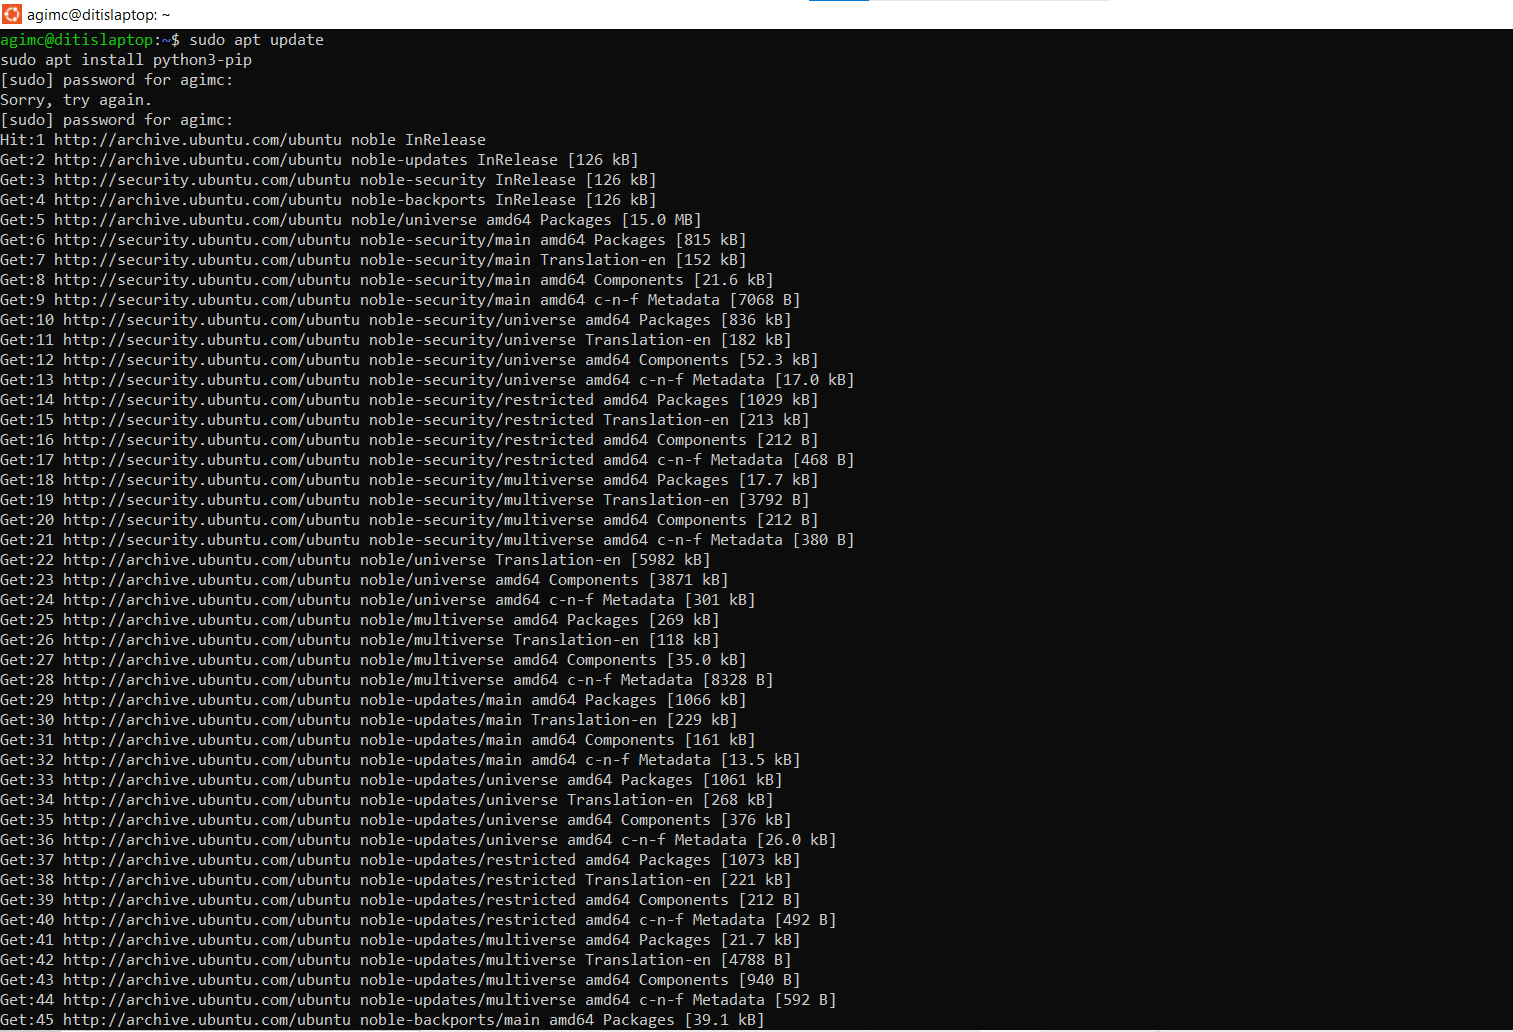 agimc@ditislaptop: ~
agimc@ditislaptop:~$ sudo apt update
sudo apt install python3-pip
[sudo] password for agimc:
Sorry, try again.
[sudo] password for agimc:
Hit:1 http://archive.ubuntu.com/ubuntu noble InRelease
Get:2 http://archive.ubuntu.com/ubuntu noble-updates InRelease [126 kB]
Get:3 http://security.ubuntu.com/ubuntu noble-security InRelease [126 kB]
Get:4 http://archive.ubuntu.com/ubuntu noble-backports InRelease [126 kB]
Get:5 http://archive.ubuntu.com/ubuntu noble/universe amd64 Packages [15.0 MB]
Get:6 http://security.ubuntu.com/ubuntu noble-security/main amd64 Packages [815 kB]
Get:7 http://security.ubuntu.com/ubuntu noble-security/main Translation-en [152 kB]
Get:8 http://security.ubuntu.com/ubuntu noble-security/main amd64 Components [21.6 kB]
Get:9 http://security.ubuntu.com/ubuntu noble-security/main amd64 c-n-f Metadata [7068 B]
Get:10 http://security.ubuntu.com/ubuntu noble-security/universe amd64 Packages [836 kB]
Get:11 http://security.ubuntu.com/ubuntu noble-security/universe Translation-en [182 kB]
Get:12 http://security.ubuntu.com/ubuntu noble-security/universe amd64 Components [52.3 kB]
Get:13 http://security.ubuntu.com/ubuntu noble-security/universe amd64 c-n-f Metadata [17.0 kB]
Get:14 http://security.ubuntu.com/ubuntu noble-security/restricted amd64 Packages [1029 kB]
Get:15 http://security.ubuntu.com/ubuntu noble-security/restricted Translation-en [213 kB]
Get:16 http://security.ubuntu.com/ubuntu noble-security/restricted amd64 Components [212 B]
Get:17 http://security.ubuntu.com/ubuntu noble-security/restricted amd64 c-n-f Metadata [468 B]
Get:18 http://security.ubuntu.com/ubuntu noble-security/multiverse amd64 Packages [17.7 kB]
Get:19 http://security.ubuntu.com/ubuntu noble-security/multiverse Translation-en [3792 B]
Get:20 http://security.ubuntu.com/ubuntu noble-security/multiverse amd64 Components [212 B]
Get:21 http://security.ubuntu.com/ubuntu noble-security/multiverse amd64 c-n-f Metadata [380 B]
Get:22 http://archive.ubuntu.com/ubuntu noble/universe Translation-en [5982 kB]
Get:23 http://archive.ubuntu.com/ubuntu noble/universe amd64 Components [3871 kB]
Get:24 http://archive.ubuntu.com/ubuntu noble/universe amd64 c-n-f Metadata [301 kB]
Get:25 http://archive.ubuntu.com/ubuntu noble/multiverse amd64 Packages [269 kB]
Get:26 http://archive.ubuntu.com/ubuntu noble/multiverse Translation-en [118 kB]
Get:27 http://archive.ubuntu.com/ubuntu noble/multiverse amd64 Components [35.0 kB]
Get:28 http://archive.ubuntu.com/ubuntu noble/multiverse amd64 c-n-f Metadata [8328 B]
Get:29 http://archive.ubuntu.com/ubuntu noble-updates/main amd64 Packages [1066 kB]
Get:30 http://archive.ubuntu.com/ubuntu noble-updates/main Translation-en [229 kB]
Get:31 http://archive.ubuntu.com/ubuntu noble-updates/main amd64 Components [161 kB]
Get:32 http://archive.ubuntu.com/ubuntu noble-updates/main amd64 c-n-f Metadata [13.5 kB]
Get:33 http://archive.ubuntu.com/ubuntu noble-updates/universe amd64 Packages [1061 kB]
Get:34 http://archive.ubuntu.com/ubuntu noble-updates/universe Translation-en [268 kB]
Get:35 http://archive.ubuntu.com/ubuntu noble-updates/universe amd64 Components [376 kB]
Get:36 http://archive.ubuntu.com/ubuntu noble-updates/universe amd64 c-n-f Metadata [26.0 kB]
Get:37 http://archive.ubuntu.com/ubuntu noble-updates/restricted amd64 Packages [1073 kB]
Get:38 http://archive.ubuntu.com/ubuntu noble-updates/restricted Translation-en [221 kB]
Get:39 http://archive.ubuntu.com/ubuntu noble-updates/restricted amd64 Components [212 B]
Get:40 http://archive.ubuntu.com/ubuntu noble-updates/restricted amd64 c-n-f Metadata [492 B]
Get:41 http://archive.ubuntu.com/ubuntu noble-updates/multiverse amd64 Packages [21.7 kB]
Get:42 http://archive.ubuntu.com/ubuntu noble-updates/multiverse Translation-en [4788 B]
Get:43 http://archive.ubuntu.com/ubuntu noble-updates/multiverse amd64 Components [940 B]
Get:44 http://archive.ubuntu.com/ubuntu noble-updates/multiverse amd64 c-n-f Metadata [592 B]
Get:45 http://archive.ubuntu.com/ubuntu noble-backports/main amd64 Packages [39.1 kB]